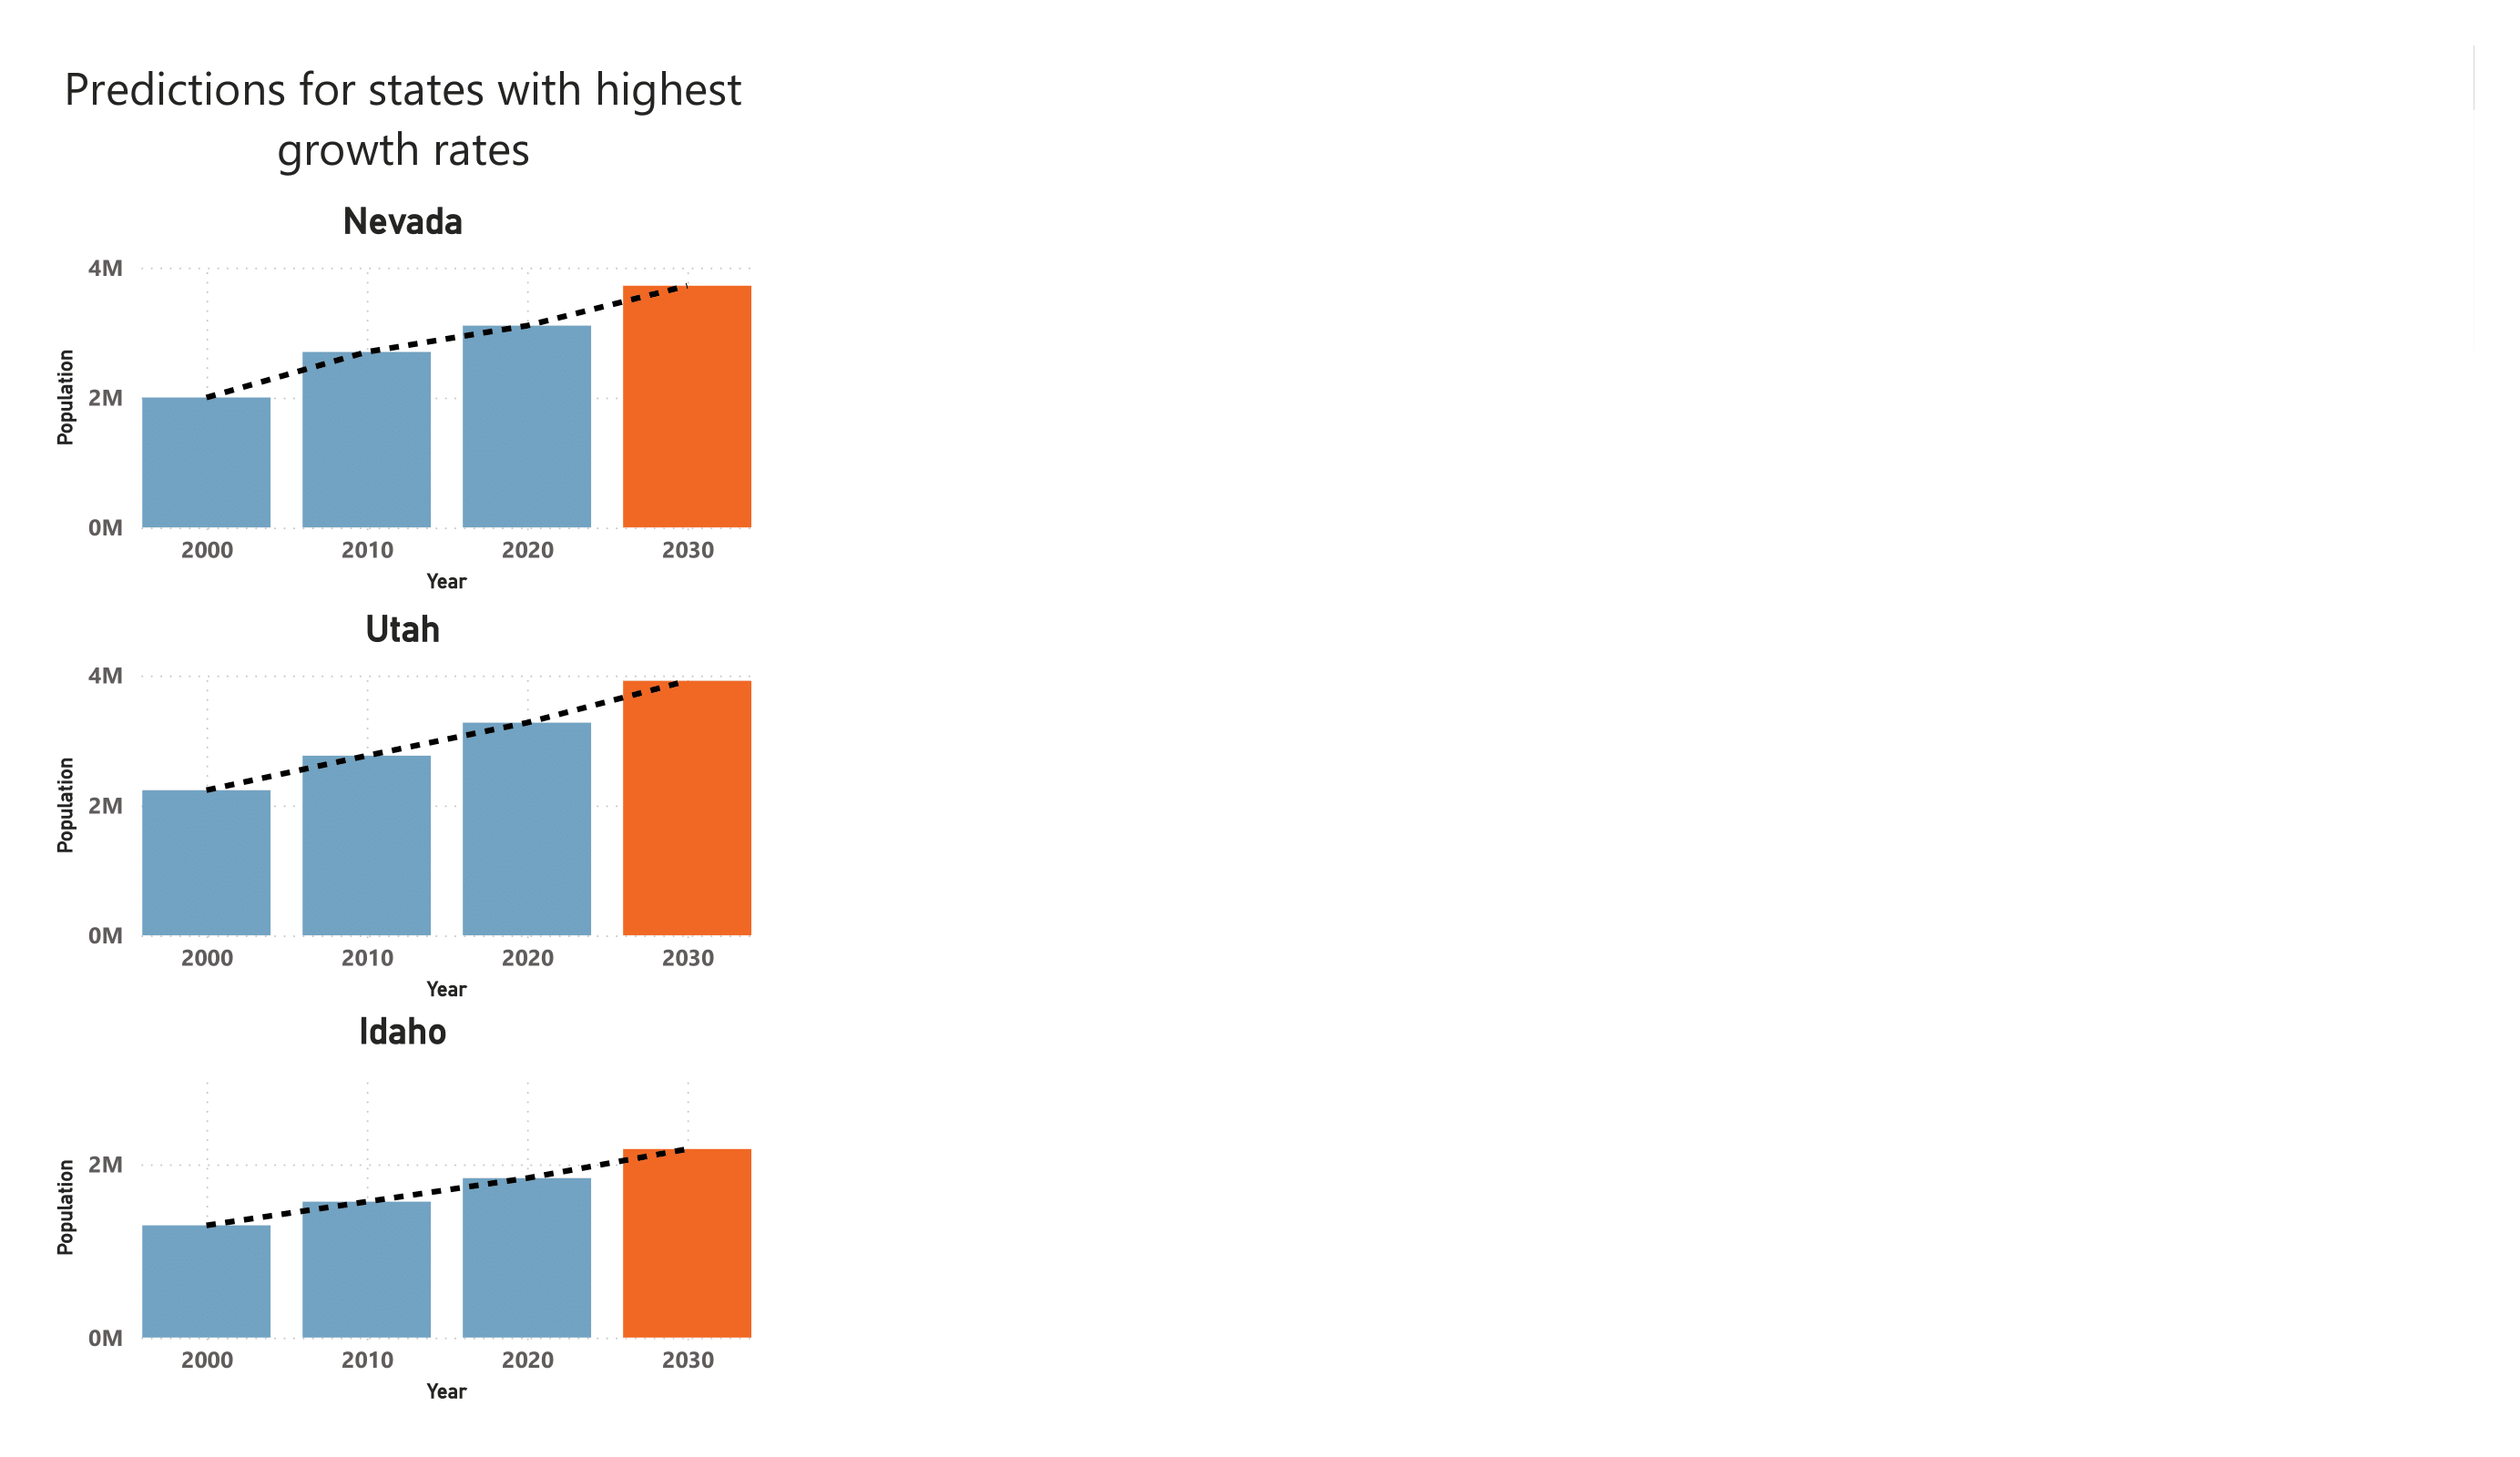 Predictions for states with highest
growth rates
Nevada
4M
2M
0M
Population
2000 2010 2020 2030
Year
Utah
4M
2M
0M
Population
2000 2010 2020 2030
Year
Idaho
2M
0M
Population
2000 2010 2020 2030
Year